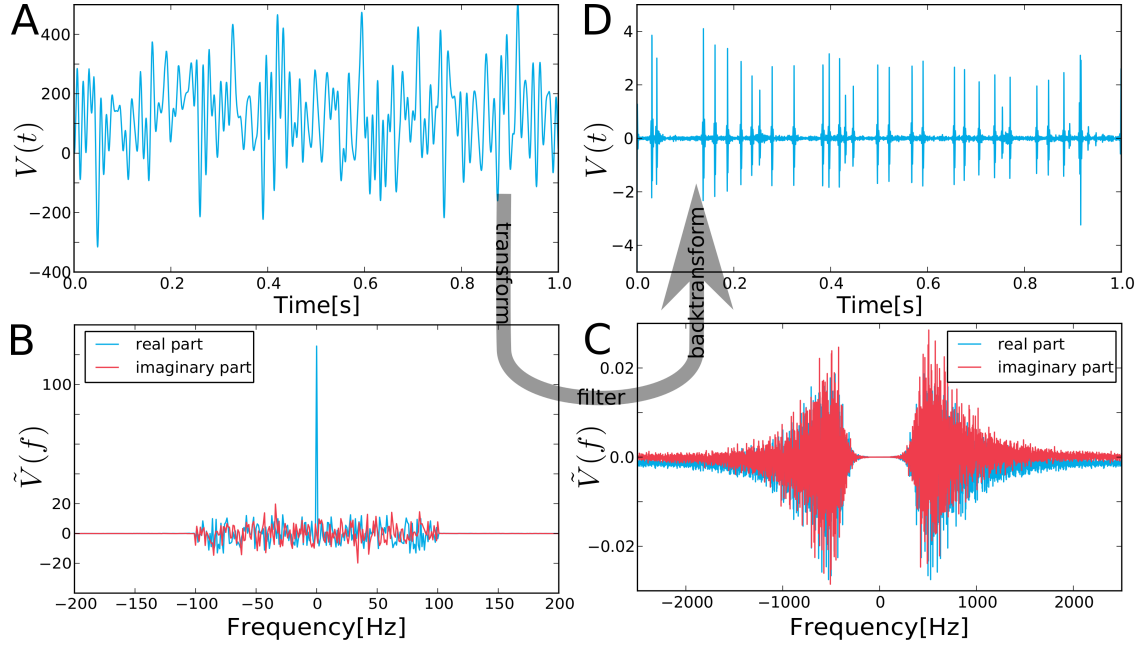 A
400
200
0
−200
−400
V(t)
0.0 0.2 0.4 0.6 0.8 1.0
Time[s]
D
4
2
0
−2
−4
V(t)
0.0 0.2 0.4 0.6 0.8 1.0
Time[s]
transform
filter
backtransform
B
real part
imaginary part
100
20
0
−20
Ṽ(f)
−200 −150 −100 −50 0 50 100 150 200
Frequency[Hz]
C
real part
imaginary part
0.02
0.0
−0.02
Ṽ(f)
−2000 −1000 0 1000 2000
Frequency[Hz]